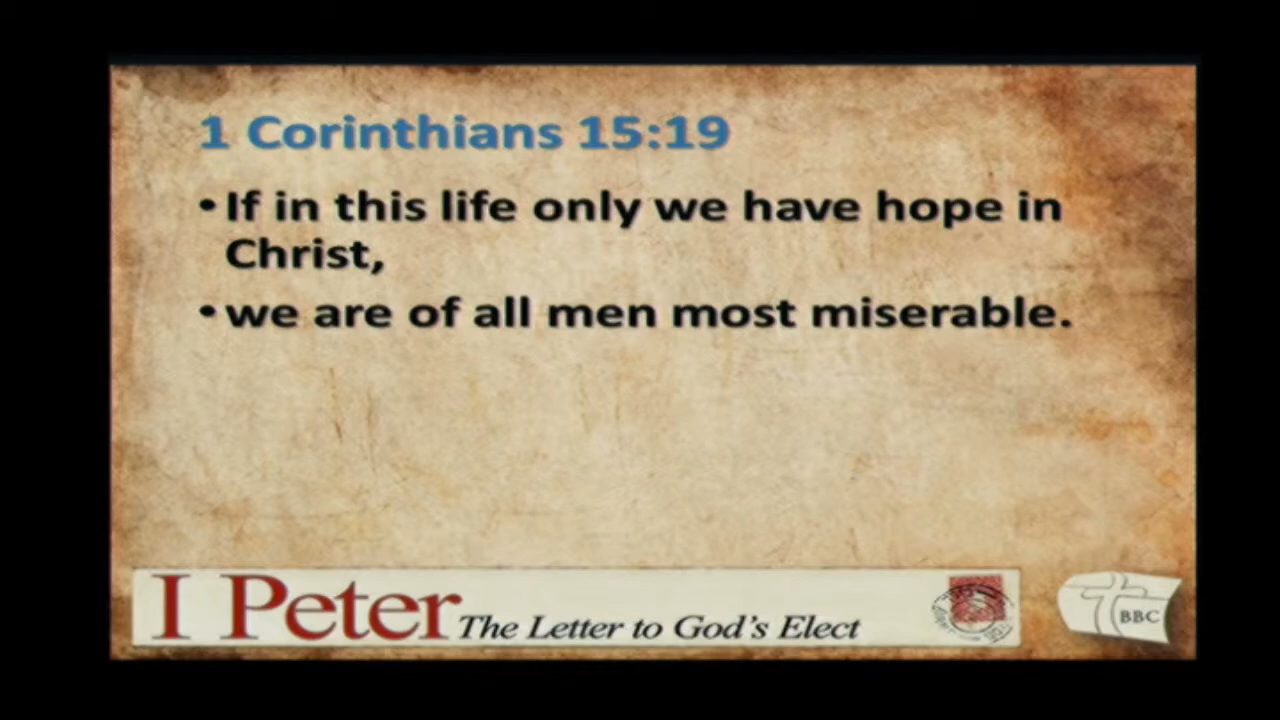 1 Corinthians 15:19
•If in this life only we have hope in
Christ,
•we are of all men most miserable.
I Peter The Letter to God's Elect
BBC